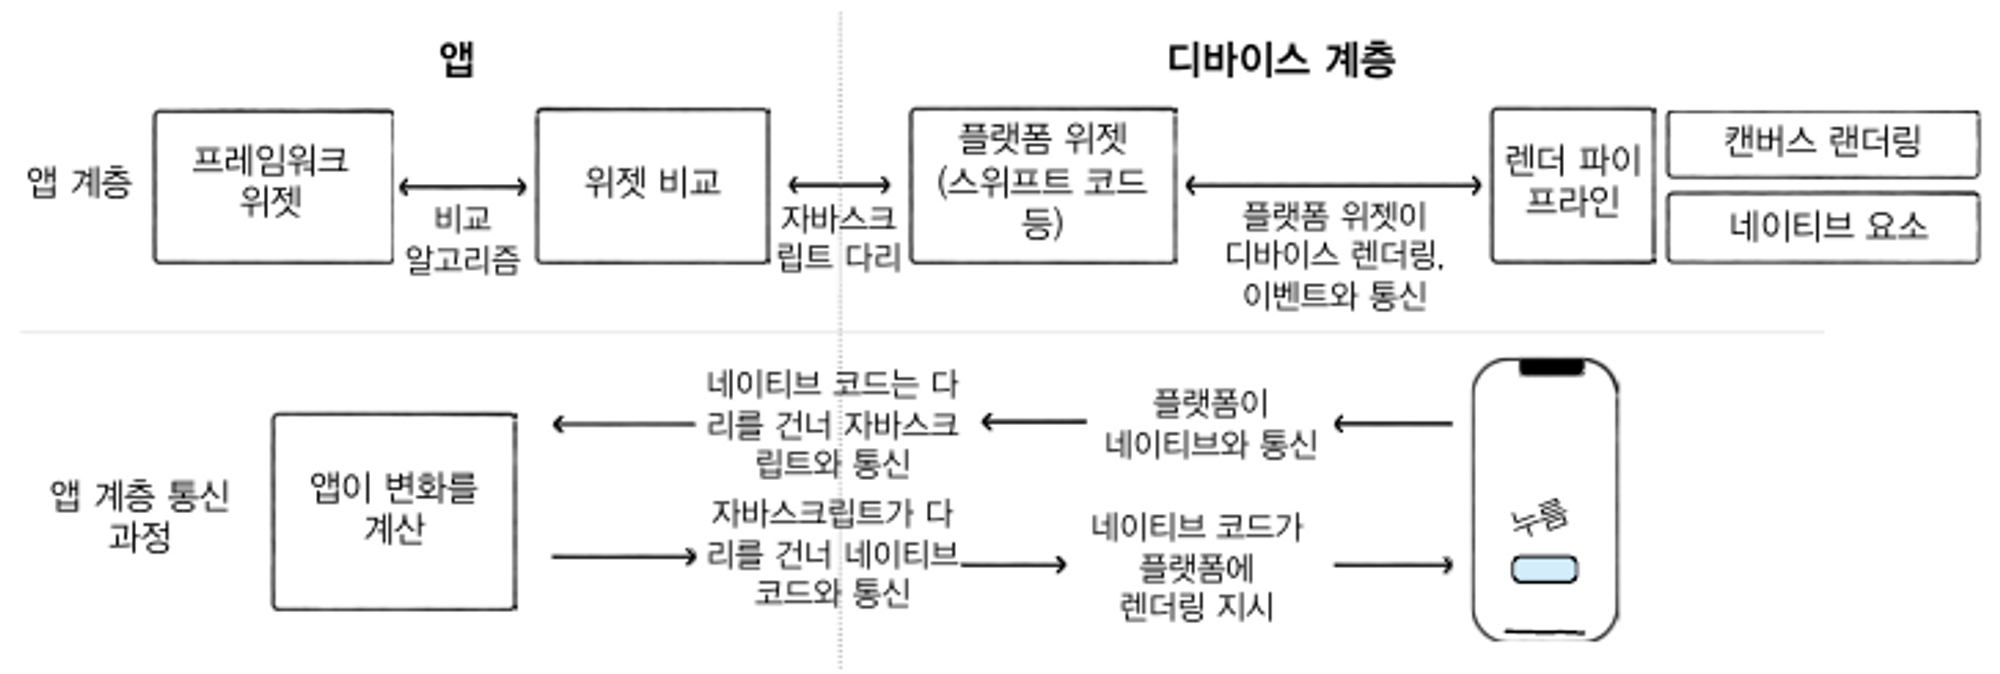 앱
디바이스 계층
앱 계층
프레임워크
위젯
비교
알고리즘
위젯 비교
자바스크
립트 다리
플랫폼 위젯
(스위프트 코드
등)
플랫폼 위젯이
디바이스 렌더링,
이벤트와 통신
렌더 파이
프라인
캔버스 랜더링
네이티브 요소
앱 계층 통신
과정
앱이 변화를
계산
네이티브 코드는 다
리를 건너 자바스크
립트와 통신
플랫폼이
네이티브와 통신
자바스크립트가 다
리를 건너 네이티브
코드와 통신
네이티브 코드가
플랫폼에
렌더링 지시
누름